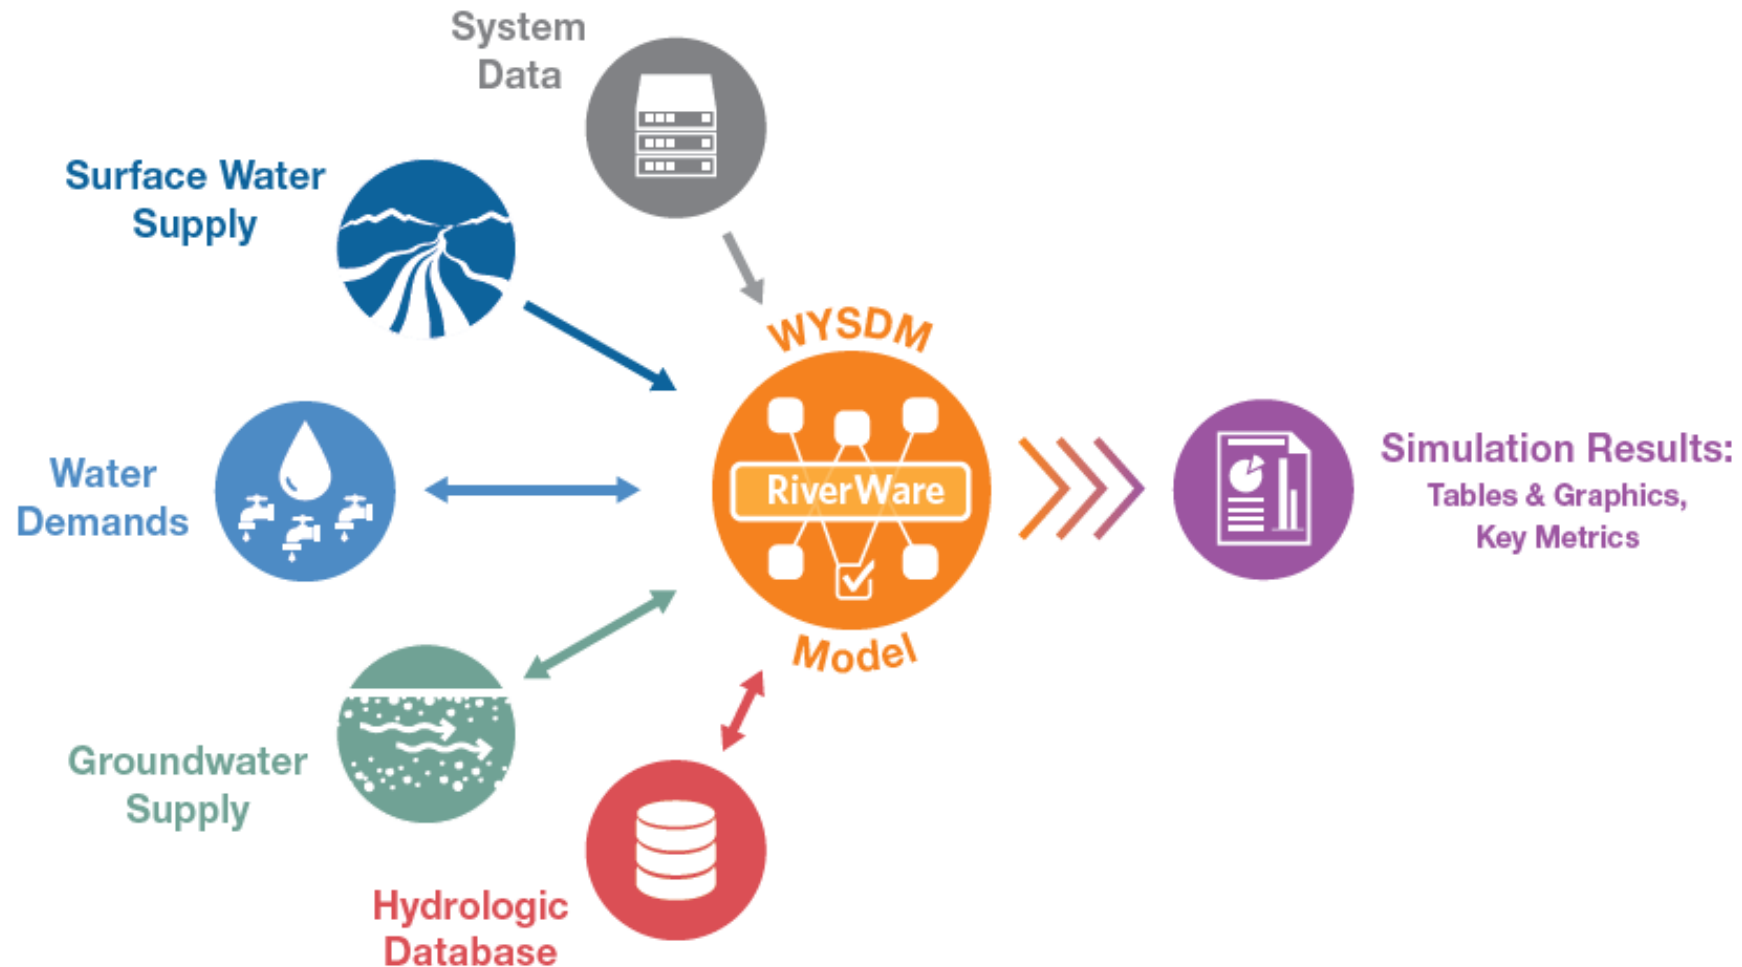 System
Data
Surface Water
Supply
WYSDM
RiverWare
Model
Water
Demands
Simulation Results:
Tables & Graphics,
Key Metrics
Groundwater
Supply
Hydrologic
Database